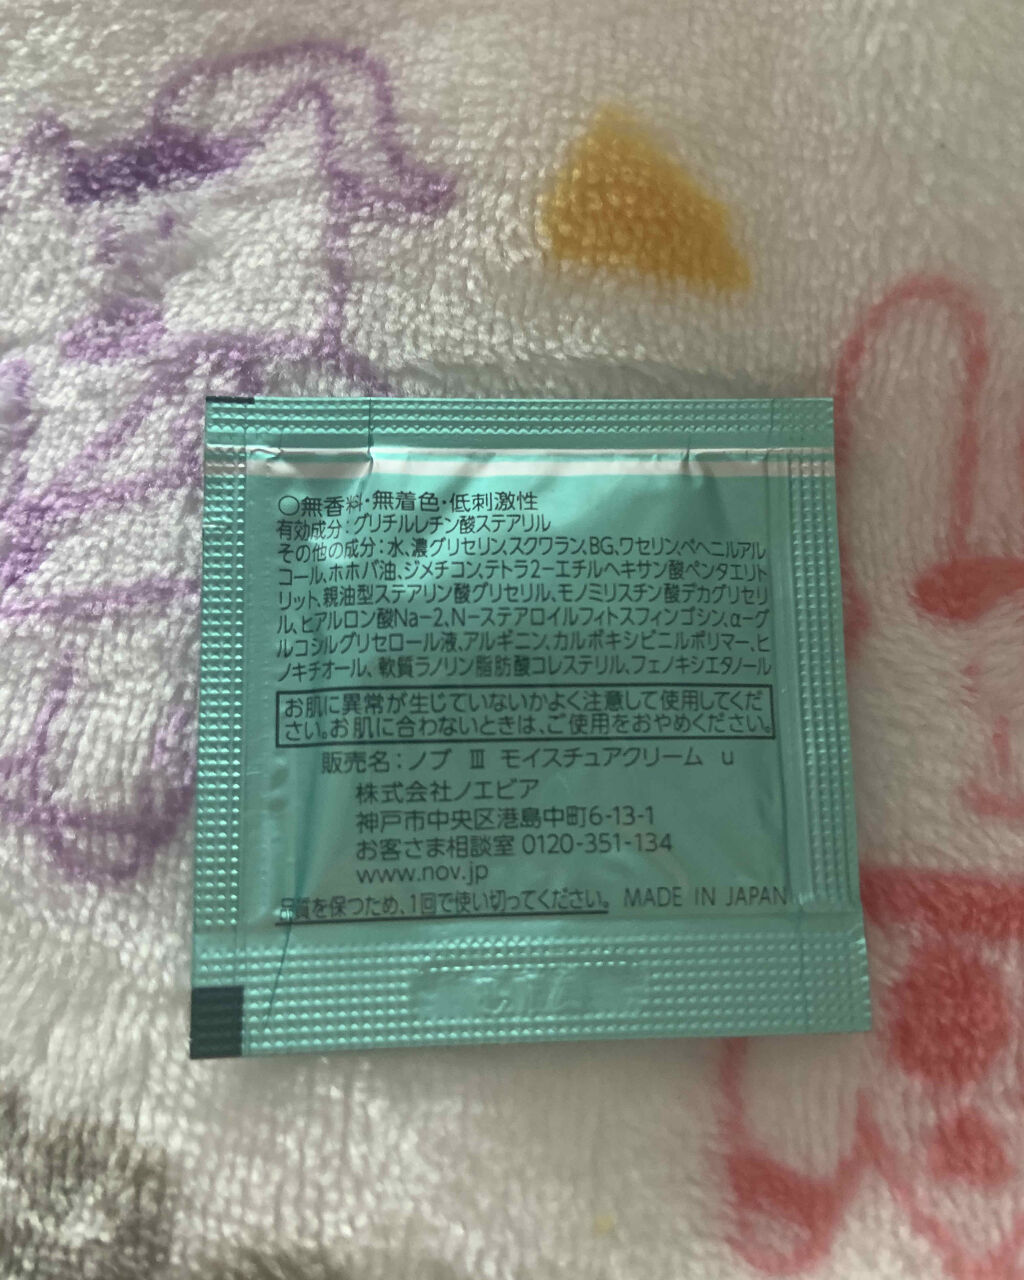 ○無香料・無着色・低刺激性
有効成分：グリチルレチン酸ステアリル
その他の成分：水、濃グリセリン、スクワラン、BG、ワセリン、ベヘニルアル
コール、ホホバ油、ジメチコン、テトラ2－エチルヘキサン酸ペンタエリト
リット、親油型ステアリン酸グリセリル、モノミリスチン酸デカグリセリ
ル、ヒアルロン酸Na－2、N－ステアロイルフィトスフィンゴシン、α－グ
ルコシルグリセロール液、アルギニン、カルボキシビニルポリマー、ヒ
ノキチオール、軟質ラノリン脂肪酸コレステリル、フェノキシエタノール
お肌に異常が生じていないかよく注意して使用してくだ
さい。お肌に合わないときは、ご使用をおやめください。
販売名：ノブ Ⅲ モイスチュアクリーム u
株式会社ノエビア
神戸市中央区港島中町6-13-1
お客さま相談室 0120-351-134
www.nov.jp
品質を保つため、1回で使い切ってください。 MADE IN JAPAN